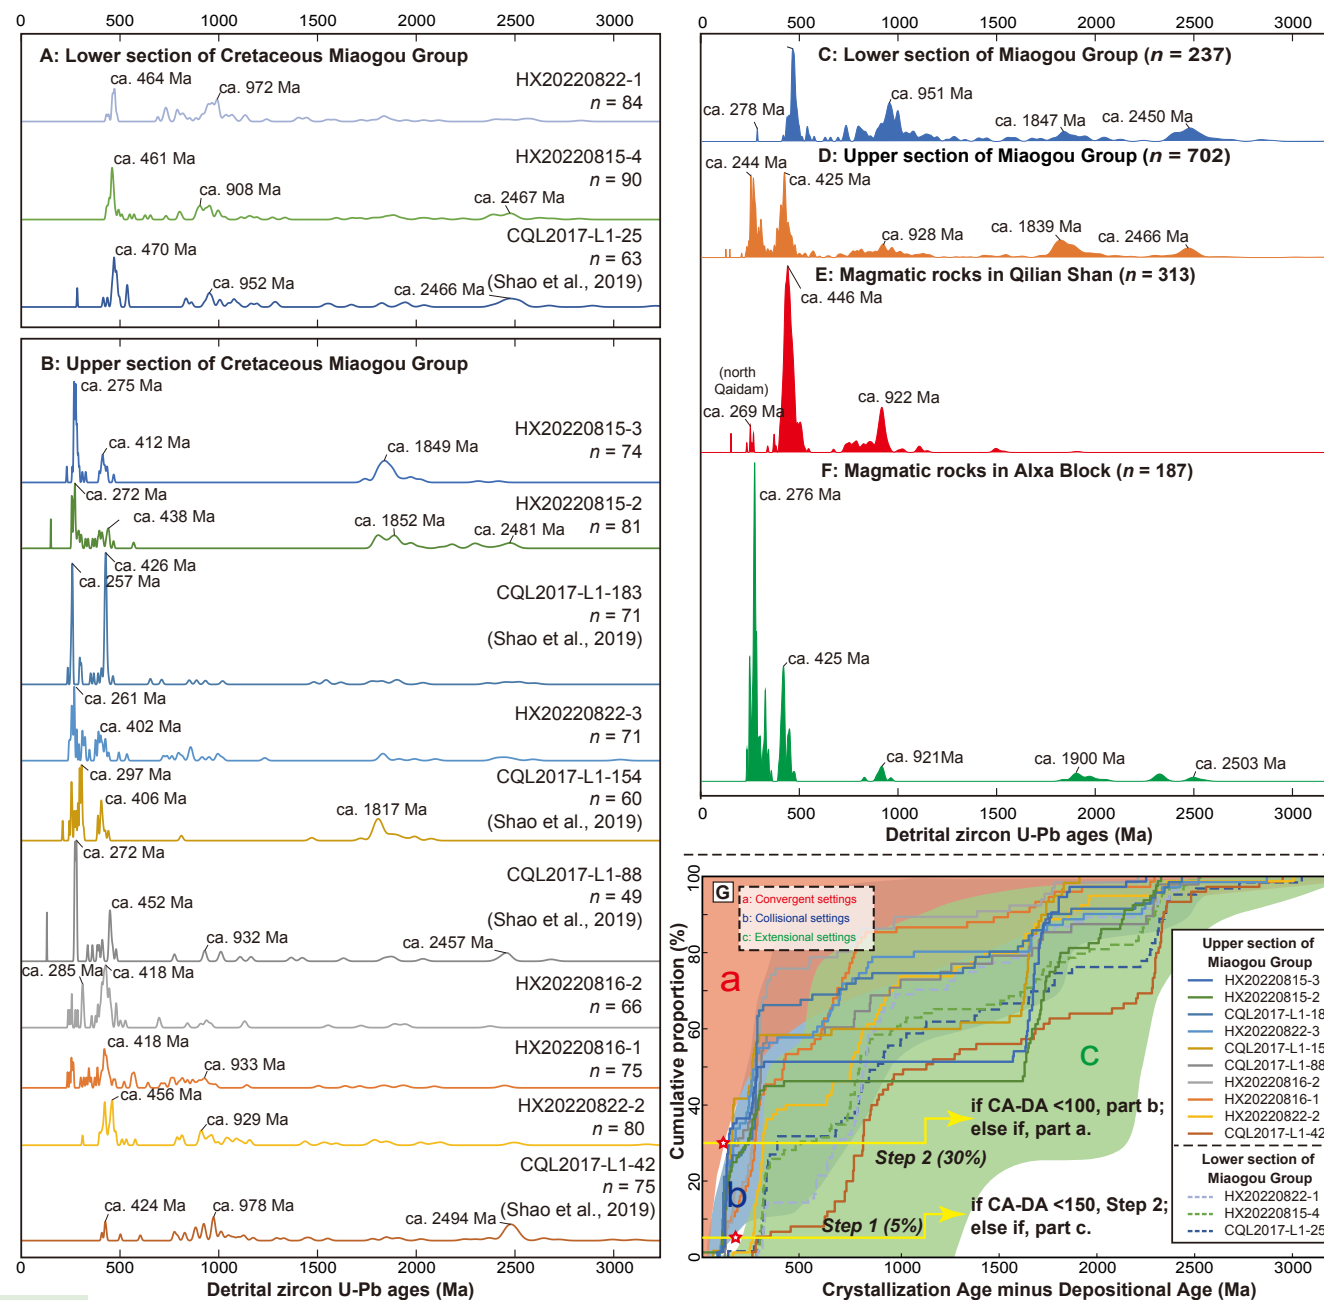 0 500 1000 1500 2000 2500 3000
A: Lower section of Cretaceous Miaogou Group
ca. 464 Ma
ca. 972 Ma
HX20220822-1
n = 84
ca. 461 Ma
ca. 908 Ma
ca. 2467 Ma
HX20220815-4
n = 90
ca. 470 Ma
ca. 952 Ma
ca. 2466 Ma
CQL2017-L1-25
n = 63
(Shao et al., 2019)
B: Upper section of Cretaceous Miaogou Group
ca. 275 Ma
ca. 412 Ma
ca. 1849 Ma
HX20220815-3
n = 74
ca. 272 Ma
ca. 438 Ma
ca. 1852 Ma
ca. 2481 Ma
HX20220815-2
n = 81
ca. 426 Ma
ca. 257 Ma
CQL2017-L1-183
n = 71
(Shao et al., 2019)
ca. 261 Ma
ca. 402 Ma
HX20220822-3
n = 71
ca. 297 Ma
ca. 406 Ma
ca. 1817 Ma
CQL2017-L1-154
n = 60
(Shao et al., 2019)
ca. 272 Ma
ca. 452 Ma
ca. 932 Ma
ca. 2457 Ma
CQL2017-L1-88
n = 49
(Shao et al., 2019)
ca. 285 Ma
ca. 418 Ma
HX20220816-2
n = 66
ca. 418 Ma
ca. 933 Ma
HX20220816-1
n = 75
ca. 456 Ma
ca. 929 Ma
HX20220822-2
n = 80
ca. 424 Ma
ca. 978 Ma
ca. 2494 Ma
CQL2017-L1-42
n = 75
(Shao et al., 2019)
0 500 1000 1500 2000 2500 3000
Detrital zircon U-Pb ages (Ma)
0 500 1000 1500 2000 2500 3000
C: Lower section of Miaogou Group (n = 237)
ca. 278 Ma
ca. 951 Ma
ca. 1847 Ma
ca. 2450 Ma
D: Upper section of Miaogou Group (n = 702)
ca. 244 Ma
ca. 425 Ma
ca. 928 Ma
ca. 1839 Ma
ca. 2466 Ma
E: Magmatic rocks in Qilian Shan (n = 313)
ca. 446 Ma
(north
Qaidam)
ca. 269 Ma
ca. 922 Ma
F: Magmatic rocks in Alxa Block (n = 187)
ca. 276 Ma
ca. 425 Ma
ca. 921Ma
ca. 1900 Ma
ca. 2503 Ma
0 500 1000 1500 2000 2500 3000
Detrital zircon U-Pb ages (Ma)
G
a: Convergent settings
b: Collisional settings
c: Extensional settings
a
b
c
Step 2 (30%)
if CA-DA <100, part b;
else if, part a.
Step 1 (5%)
if CA-DA <150, Step 2;
else if, part c.
Upper section of
Miaogou Group
HX20220815-3
HX20220815-2
CQL2017-L1-18
HX20220822-3
CQL2017-L1-15
CQL2017-L1-88
HX20220816-2
HX20220816-1
HX20220822-2
CQL2017-L1-42
Lower section of
Miaogou Group
HX20220822-1
HX20220815-4
CQL2017-L1-25
Cumulative proportion (%)
0 20 40 60 80 100
500 1000 1500 2000 2500 3000
Crystallization Age minus Depositional Age (Ma)